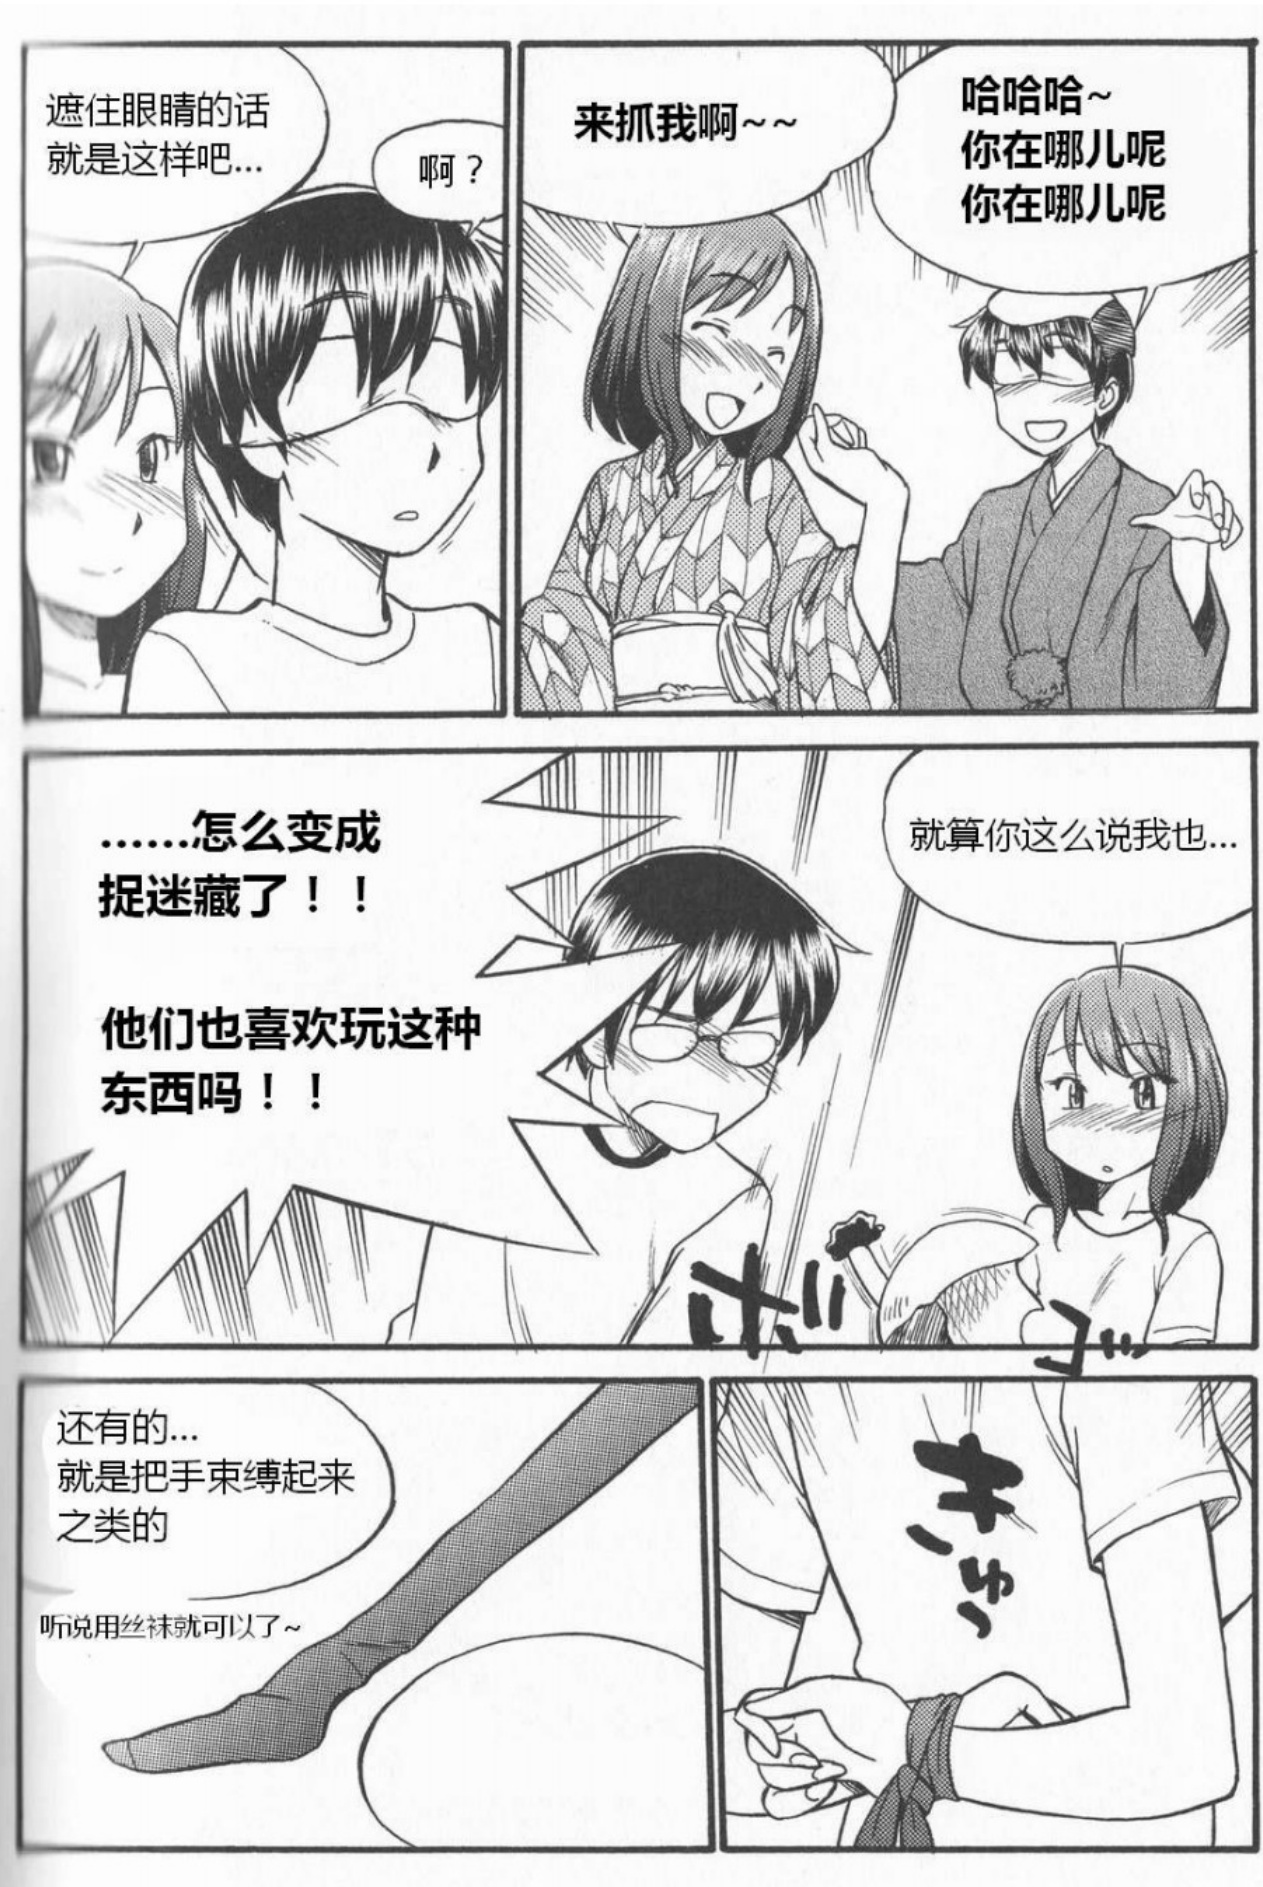 遮住眼睛的话
就是这样吧...
啊？
来抓我啊~~
哈哈哈~
你在哪儿呢
你在哪儿呢
......怎么变成
捉迷藏了！！
他们也喜欢玩这种
东西吗！！
就算你这么说我也...
ボ
コ
还有的...
就是把手束缚起来
之类的
听说用丝袜就可以了~
きゅっ